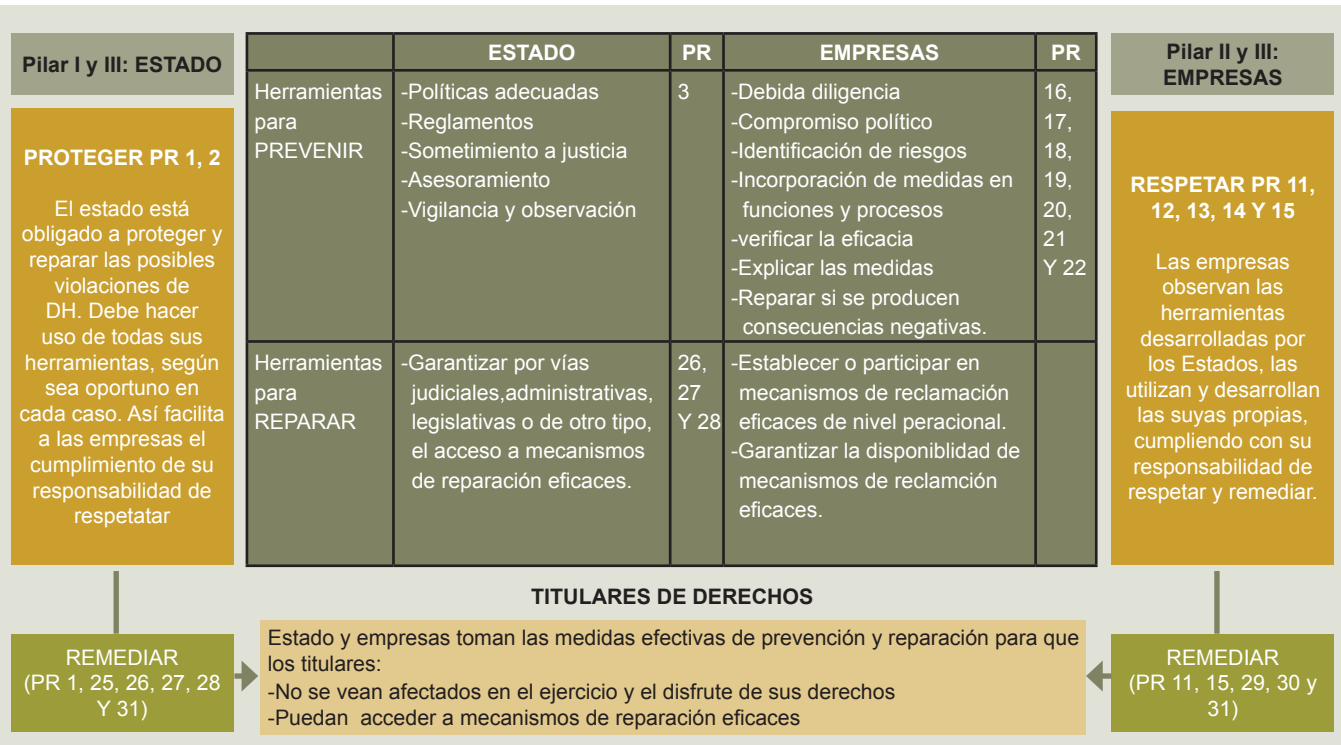 Pilar I y III: ESTADO
PROTEGER PR 1, 2
El estado está
obligado a proteger y
reparar las posibles
violaciones de
DH. Debe hacer
uso de todas sus
herramientas, según
sea oportuno en
cada caso. Así facilita
a las empresas el
cumplimiento de su
responsabilidad de
respetatar
REMEDIAR
(PR 1, 25, 26, 27, 28
Y 31)
ESTADO
PR
EMPRESAS
PR
Herramientas
para
PREVENIR
-Políticas adecuadas
-Reglamentos
-Sometimiento a justicia
-Asesoramiento
-Vigilancia y observación
3
-Debida diligencia
-Compromiso político
-Identificación de riesgos
-Incorporación de medidas en
funciones y procesos
-verificar la eficacia
-Explicar las medidas
-Reparar si se producen
consecuencias negativas.
16,
17,
18,
19,
20,
21
Y 22
Herramientas
para
REPARAR
-Garantizar por vías
judiciales,administrativas,
legislativas o de otro tipo,
el acceso a mecanismos
de reparación eficaces.
26,
27
Y 28
-Establecer o participar en
mecanismos de reclamación
eficaces de nivel peracional.
-Garantizar la disponiblidad de
mecanismos de reclamción
eficaces.
Pilar II y III:
EMPRESAS
RESPETAR PR 11,
12, 13, 14 Y 15
Las empresas
observan las
herramientas
desarrolladas por
los Estados, las
utilizan y desarrollan
las suyas propias,
cumpliendo con su
responsabilidad de
respetar y remediar.
REMEDIAR
(PR 11, 15, 29, 30 y
31)
TITULARES DE DERECHOS
Estado y empresas toman las medidas efectivas de prevención y reparación para que
los titulares:
-No se vean afectados en el ejercicio y el disfrute de sus derechos
-Puedan acceder a mecanismos de reparación eficaces